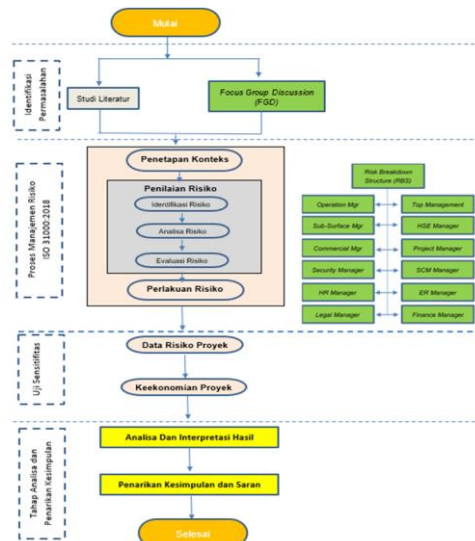 Mulai
Identifikasi
Permasalahan
Studi Literatur
Focus Group Discussion
(FGD)
Proses Manajemen Risiko
ISO 31000:2018
Penetapan Konteks
Penilaian Risiko
Identifikasi Risiko
Analisa Risiko
Evaluasi Risiko
Perlakuan Risiko
Risk Breakdown
Structure (RBS)
Operation Mgr
Top Management
Sub-Surface Mgr
HSE Manager
Commercial Mgr
Project Manager
Security Manager
SCM Manager
HR Manager
ER Manager
Legal Manager
Finance Manager
Uji Sensitifitas
Data Risiko Proyek
Keekonomian Proyek
Tahap Analisa dan
Penarikan Kesimpulan
Analisa Dan Interpretasi Hasil
Penarikan Kesimpulan dan Saran
Selesai